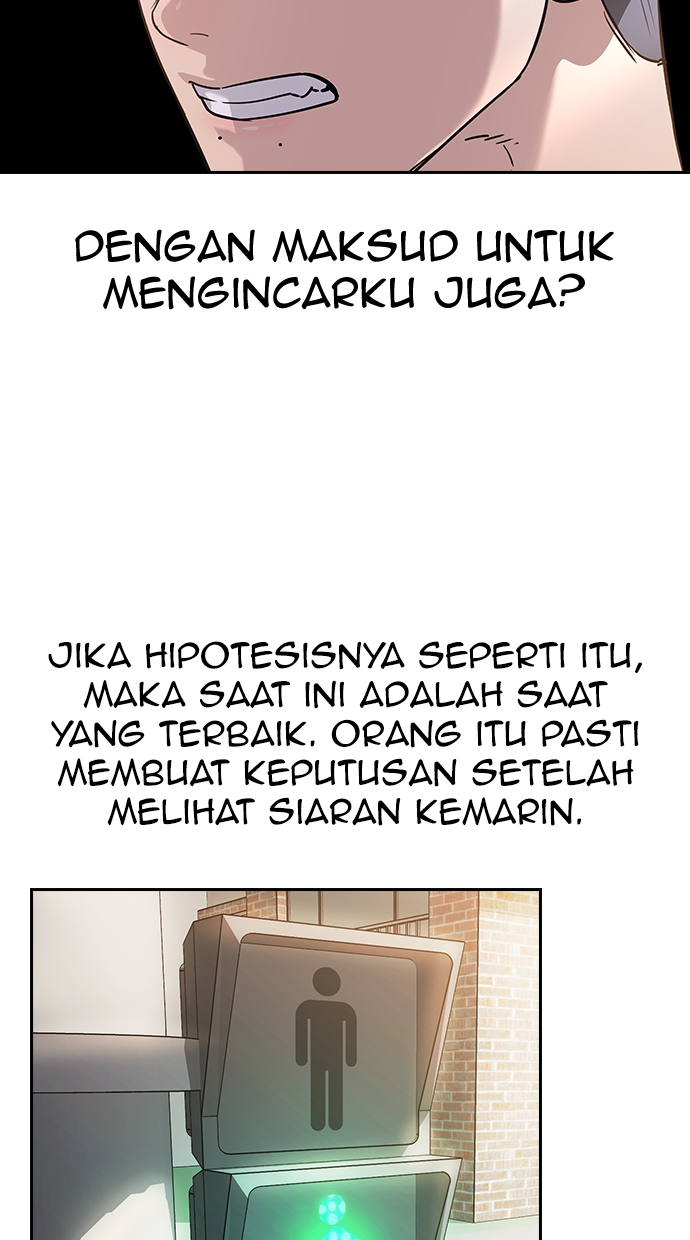 DENGAN MAKSUD UNTUK
MENGINCARKU JUGA?
JIKA HIPOTESISNYA SEPERTI ITU,
MAKA SAAT INI ADALAH SAAT
YANG TERBAIK. ORANG ITU PASTI
MEMBUAT KEPUTUSAN SETELAH
MELIHAT SIARAN KEMARIN.